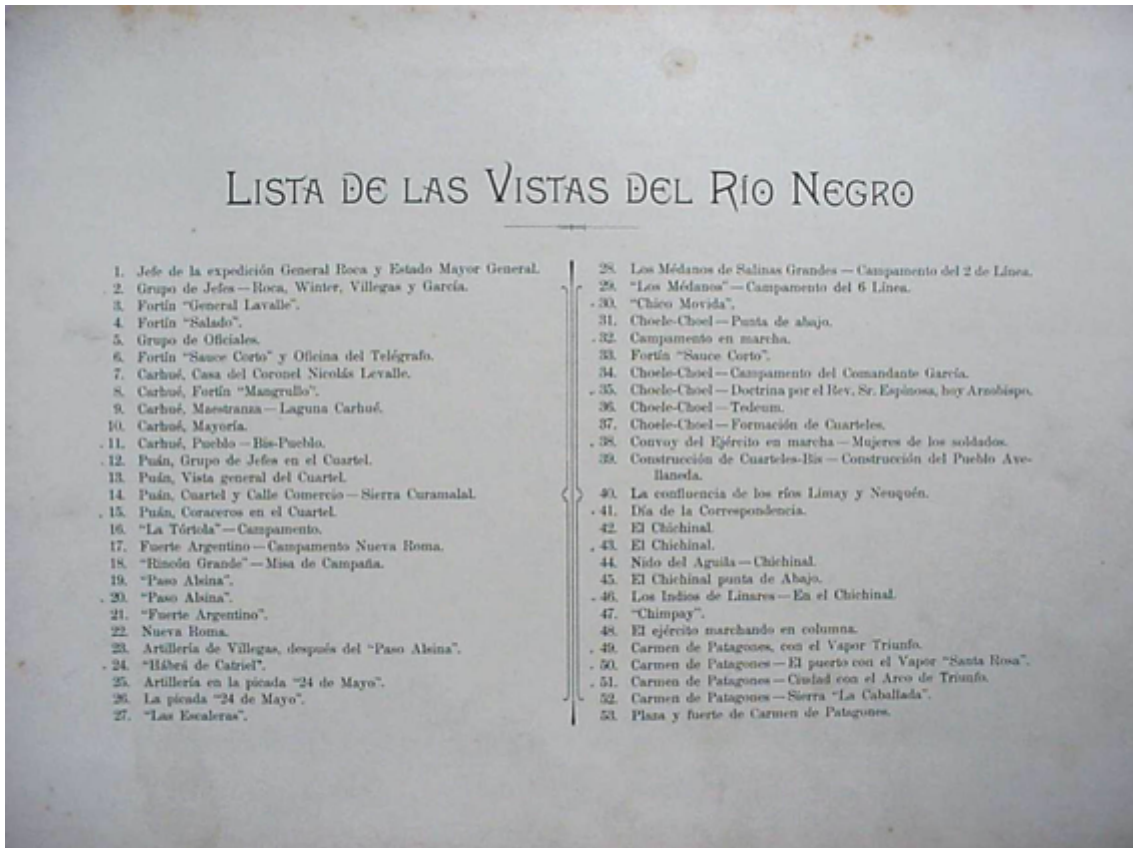 LISTA DE LAS VISTAS DEL RÍO NEGRO
1. Jefe de la expedición General Roca y Estado Mayor General.
2. Grupo de Jefes — Roca, Winter, Villegas y García.
3. Fortín "General Lavalle".
4. Fortín "Salado".
5. Grupo de Oficiales.
6. Fortín "Sauce Corto" y Oficina del Telégrafo.
7. Carhué, Casa del Coronel Nicolás Levalle.
8. Carhué, Fortín "Mangrullo".
9. Carhué, Maestranza — Laguna Carhué.
10. Carhué, Mayoría.
11. Carhué, Pueblo — Bis-Pueblo.
12. Puán, Grupo de Jefes en el Cuartel.
13. Puán, Vista general del Cuartel.
14. Puán, Cuartel y Calle Comercio — Sierra Curamalal.
15. Puán, Coraceros en el Cuartel.
16. "La Tórtola" — Campamento.
17. Fuerte Argentino — Campamento Nueva Roma.
18. "Rincón Grande" — Misa de Campaña.
19. "Paso Alsina".
20. "Paso Alsina".
21. "Fuerte Argentino".
22. Nueva Roma.
23. Artillería de Villegas, después del "Paso Alsina".
24. de Catriel".
25. Artillería en la picada "24 de Mayo".
26. La picada "24 de Mayo".
27. "Las Escaleras".
28. Los Médanos de Salinas Grandes — Campamento del 2 de Línea.
29. "Los Médanos" — Campamento del 6 Línea.
30. "Chico Movida".
31. Choele-Choel — Punta de abajo.
32. Campamento en marcha.
33. Fortín "Sauce Corto".
34. Choele-Choel — Campamento del Comandante García.
35. Choele-Choel — Doctrina por el Rev. Sr. Espinosa, hoy Arzobispo.
36. Choele-Choel — Tedeum.
37. Choele-Choel — Formación de Cuarteles.
38. Convoy del Ejército en marcha — Mujeres de los soldados.
39. Construcción de Cuarteles-Bis — Construcción del Pueblo Ave-
llaneda.
40. La confluencia de los ríos Limay y Neuquén.
41. Día de la Correspondencia.
42. El Chichinal.
43. El Chichinal.
44. Nido del Aguila — Chichinal.
45. El Chichinal punta de Abajo.
46. Los Indios de Linares — En el Chichinal.
47. "Chimpay".
48. El ejército marchando en columna.
49. Carmen de Patagones, con el Vapor Triunfo.
50. Carmen de Patagones — El puerto con el Vapor "Santa Rosa".
51. Carmen de Patagones — Ciudad con el Arco de Triunfo.
52. Carmen de Patagones — Sierra "La Caballada".
53. Plaza y fuerte de Carmen de Patagones.